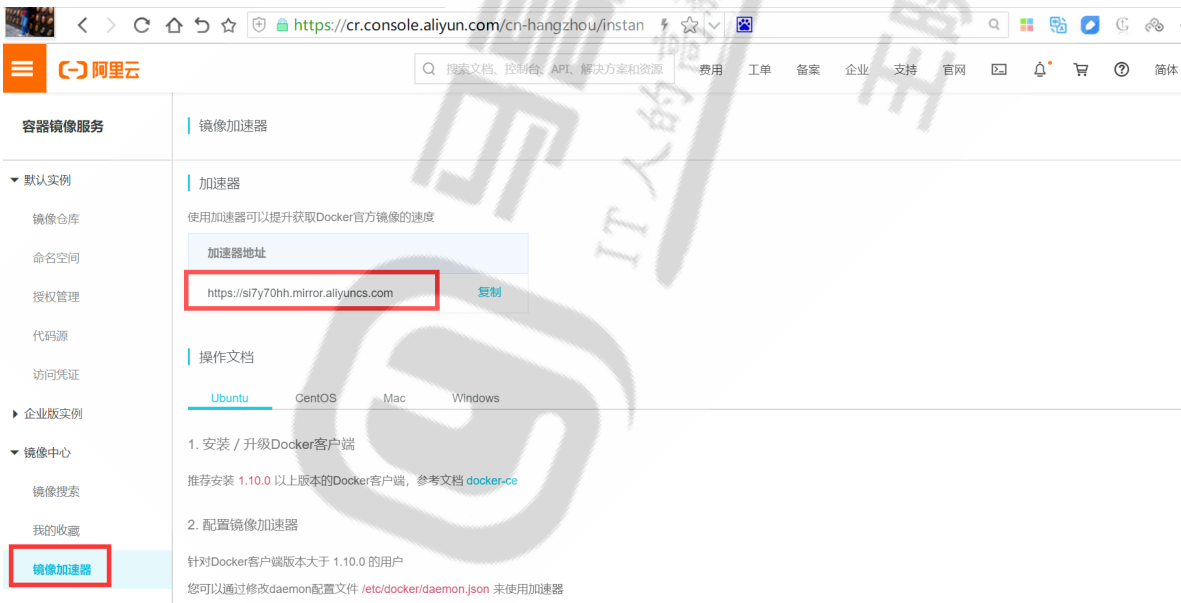 https://cr.console.aliyun.com/cn-hangzhou/instan
阿里云
搜索文档、控制台、API、解决方案和资源
费用 工单 备案 企业 支持 官网 简体
容器镜像服务
镜像加速器
默认实例
加速器
镜像仓库
使用加速器可以提升获取Docker官方镜像的速度
命名空间
加速器地址
授权管理
https://si7y70hh.mirror.aliyuncs.com 复制
代码源
操作文档
访问凭证
Ubuntu CentOS Mac Windows
企业版实例
1. 安装 / 升级Docker客户端
镜像中心
推荐安装 1.10.0 以上版本的Docker客户端，参考文档 docker-ce
镜像搜索
2. 配置镜像加速器
我的收藏
针对Docker客户端版本大于 1.10.0 的用户
镜像加速器
您可以通过修改daemon配置文件 /etc/docker/daemon.json 来使用加速器
IT人的